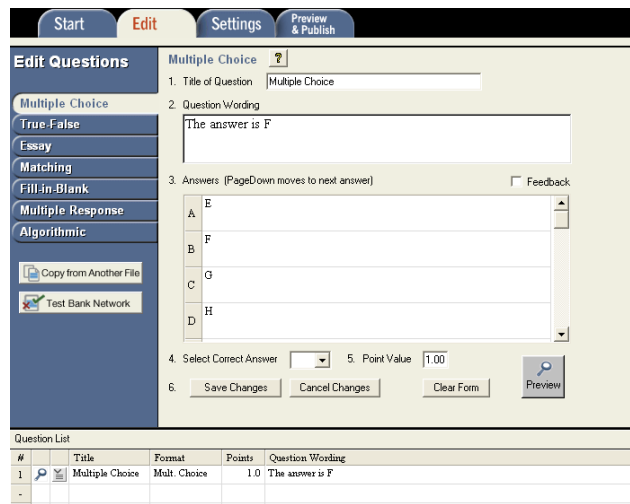 Start Edit Settings Preview & Publish
Edit Questions
Multiple Choice
True-False
Essay
Matching
Fill-in-Blank
Multiple Response
Algorithmic
Copy from Another File
Test Bank Network
Multiple Choice ?
1. Title of Question Multiple Choice
2. Question Wording
The answer is F
3. Answers (PageDown moves to next answer) Feedback
A E
B F
C G
D H
4. Select Correct Answer 5. Point Value 1.00
6. Save Changes Cancel Changes Clear Form Preview
Question List
# Title Format Points Question Wording
1 Multiple Choice Mult. Choice 1.0 The answer is F
-